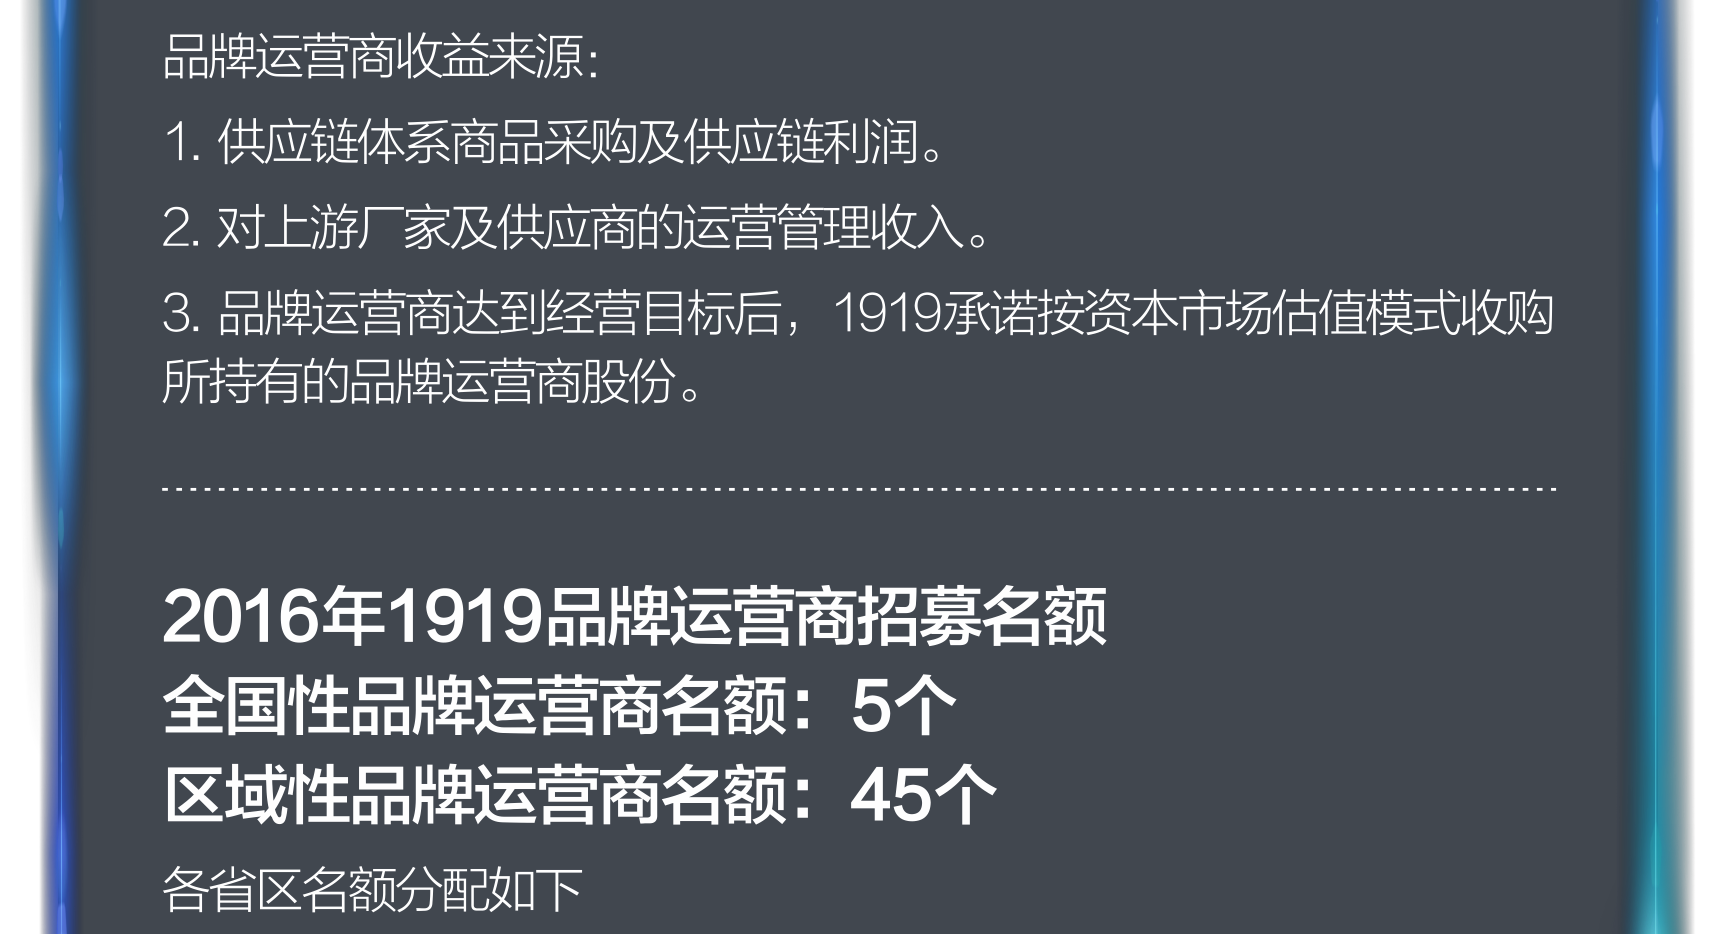 品牌运营商收益来源：
1. 供应链体系商品采购及供应链利润。
2. 对上游厂家及供应商的运营管理收入。
3. 品牌运营商达到经营目标后，1919承诺按资本市场估值模式收购
所持有的品牌运营商股份。
2016年1919品牌运营商招募名额
全国性品牌运营商名额：5个
区域性品牌运营商名额：45个
各省区名额分配如下